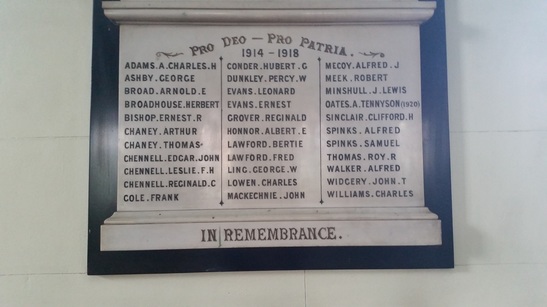 PRO DEO — PRO PATRIA.
1914 - 1918
ADAMS.A.CHARLES.H
ASHBY.GEORGE
BROAD.ARNOLD.E
BROADHOUSE.HERBERT
BISHOP.ERNEST.R
CHANEY.ARTHUR
CHANEY.THOMAS
CHENNELL.EDGAR.JOHN
CHENNELL.LESLIE.F.H
CHENNELL.REGINALD.C
COLE.FRANK
CONDER.HUBERT.G
DUNKLEY.PERCY.W
EVANS.LEONARD
EVANS.ERNEST
GROVER.REGINALD
HONNOR.ALBERT.E
LAWFORD.BERTIE
LAWFORD.FRED
LING.GEORGE.W
LOWEN.CHARLES
MACKECHNIE.JOHN
MCCOY.ALFRED.J
MEEK.ROBERT
MINSHULL.J.LEWIS
OATES.A.TENNYSON (1920)
SINCLAIR.CLIFFORD.H
SPINKS.ALFRED
SPINKS.SAMUEL
THOMAS.ROY.R
WALKER.ALFRED
WIDGERY.JOHN.T
WILLIAMS.CHARLES
IN REMEMBRANCE.